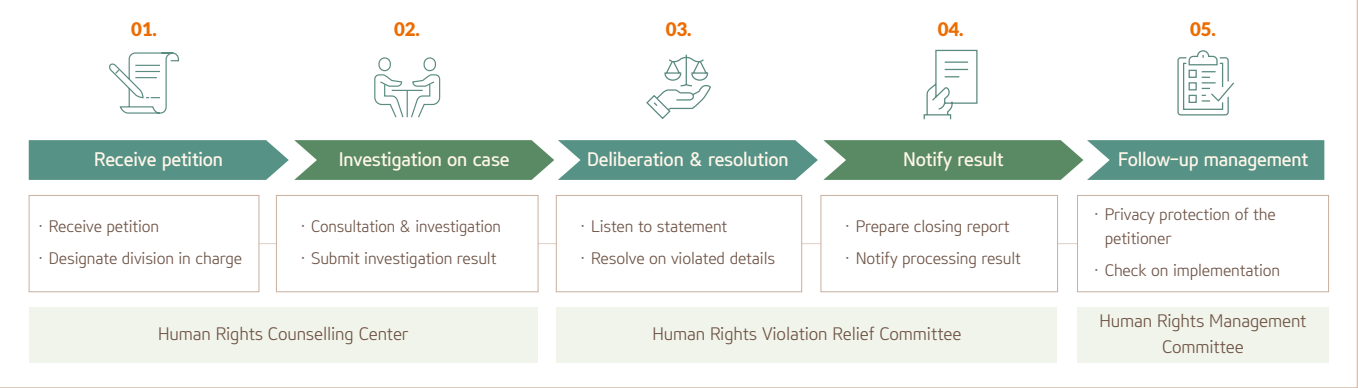 01.
02.
03.
04.
05.
Receive petition
Investigation on case
Deliberation & resolution
Notify result
Follow-up management
· Receive petition
· Designate division in charge
· Consultation & investigation
· Submit investigation result
· Listen to statement
· Resolve on violated details
· Prepare closing report
· Notify processing result
· Privacy protection of the
petitioner
· Check on implementation
Human Rights Counselling Center
Human Rights Violation Relief Committee
Human Rights Management
Committee